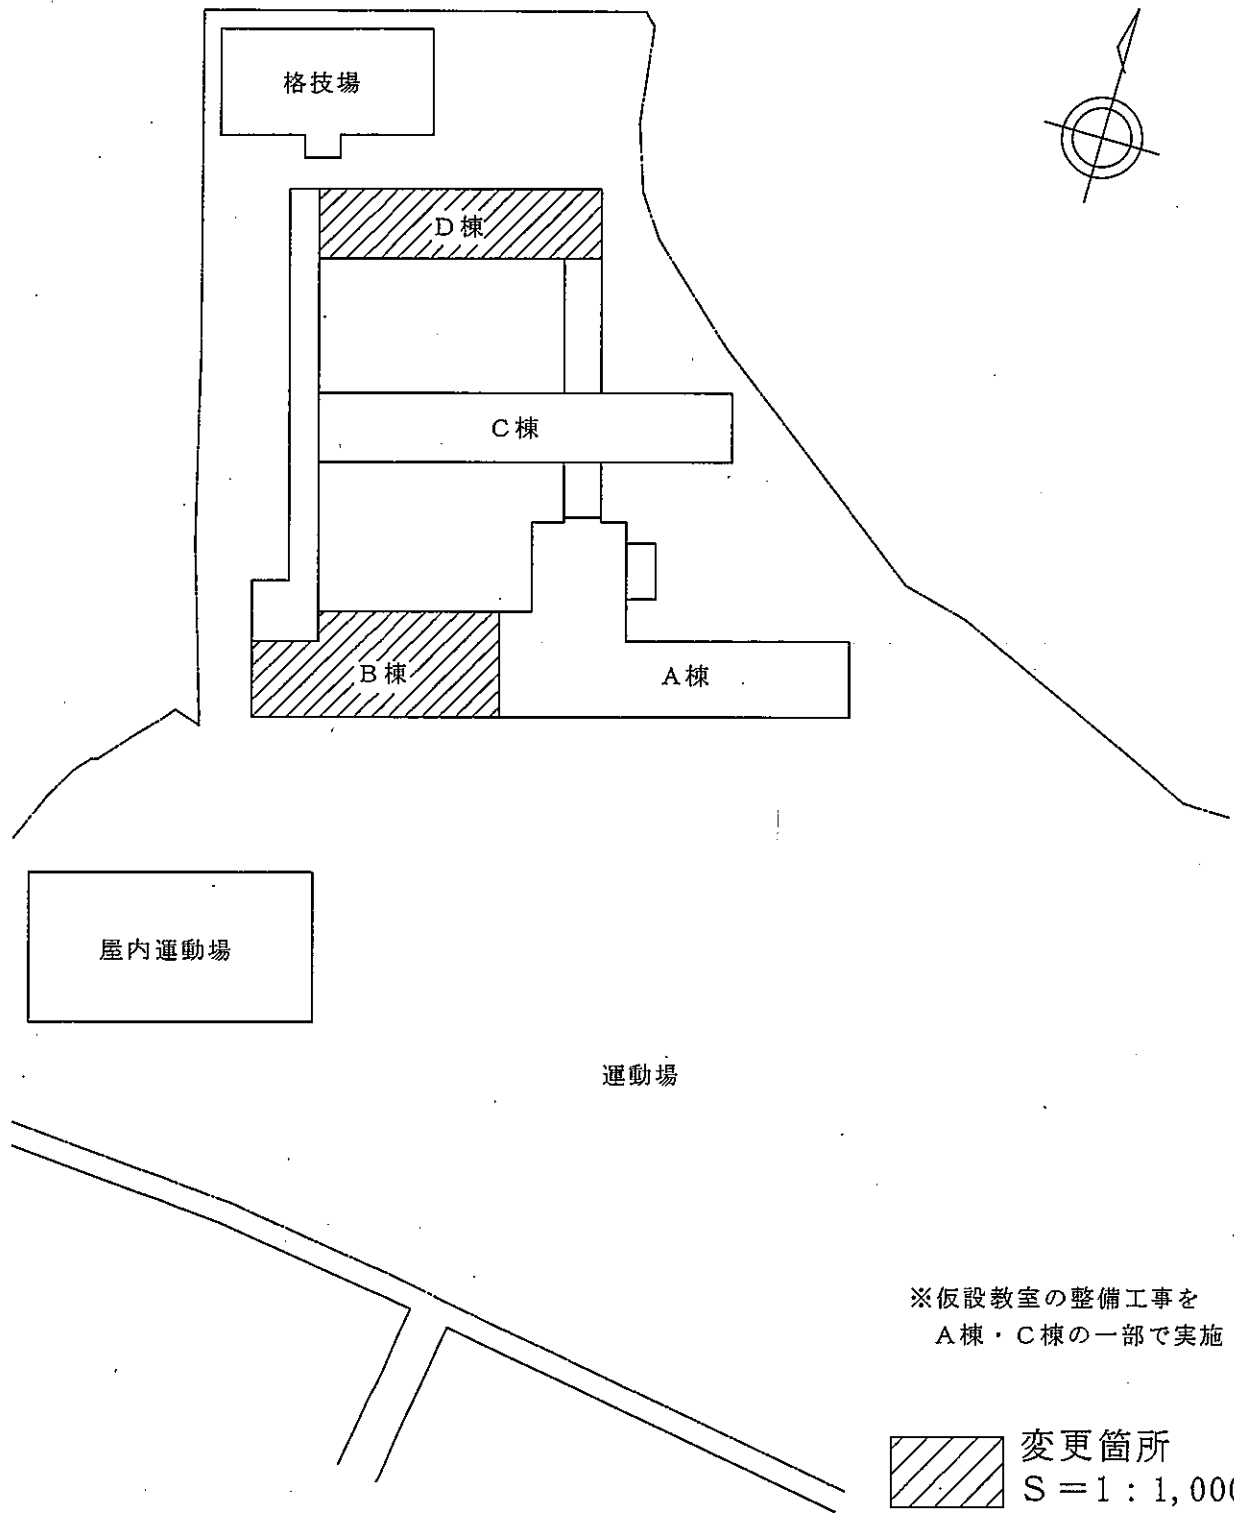 格技場
D棟
C棟
B棟
A棟
屋内運動場
運動場
※仮設教室の整備工事を
A棟・C棟の一部で実施
変更箇所
S=1:1,000